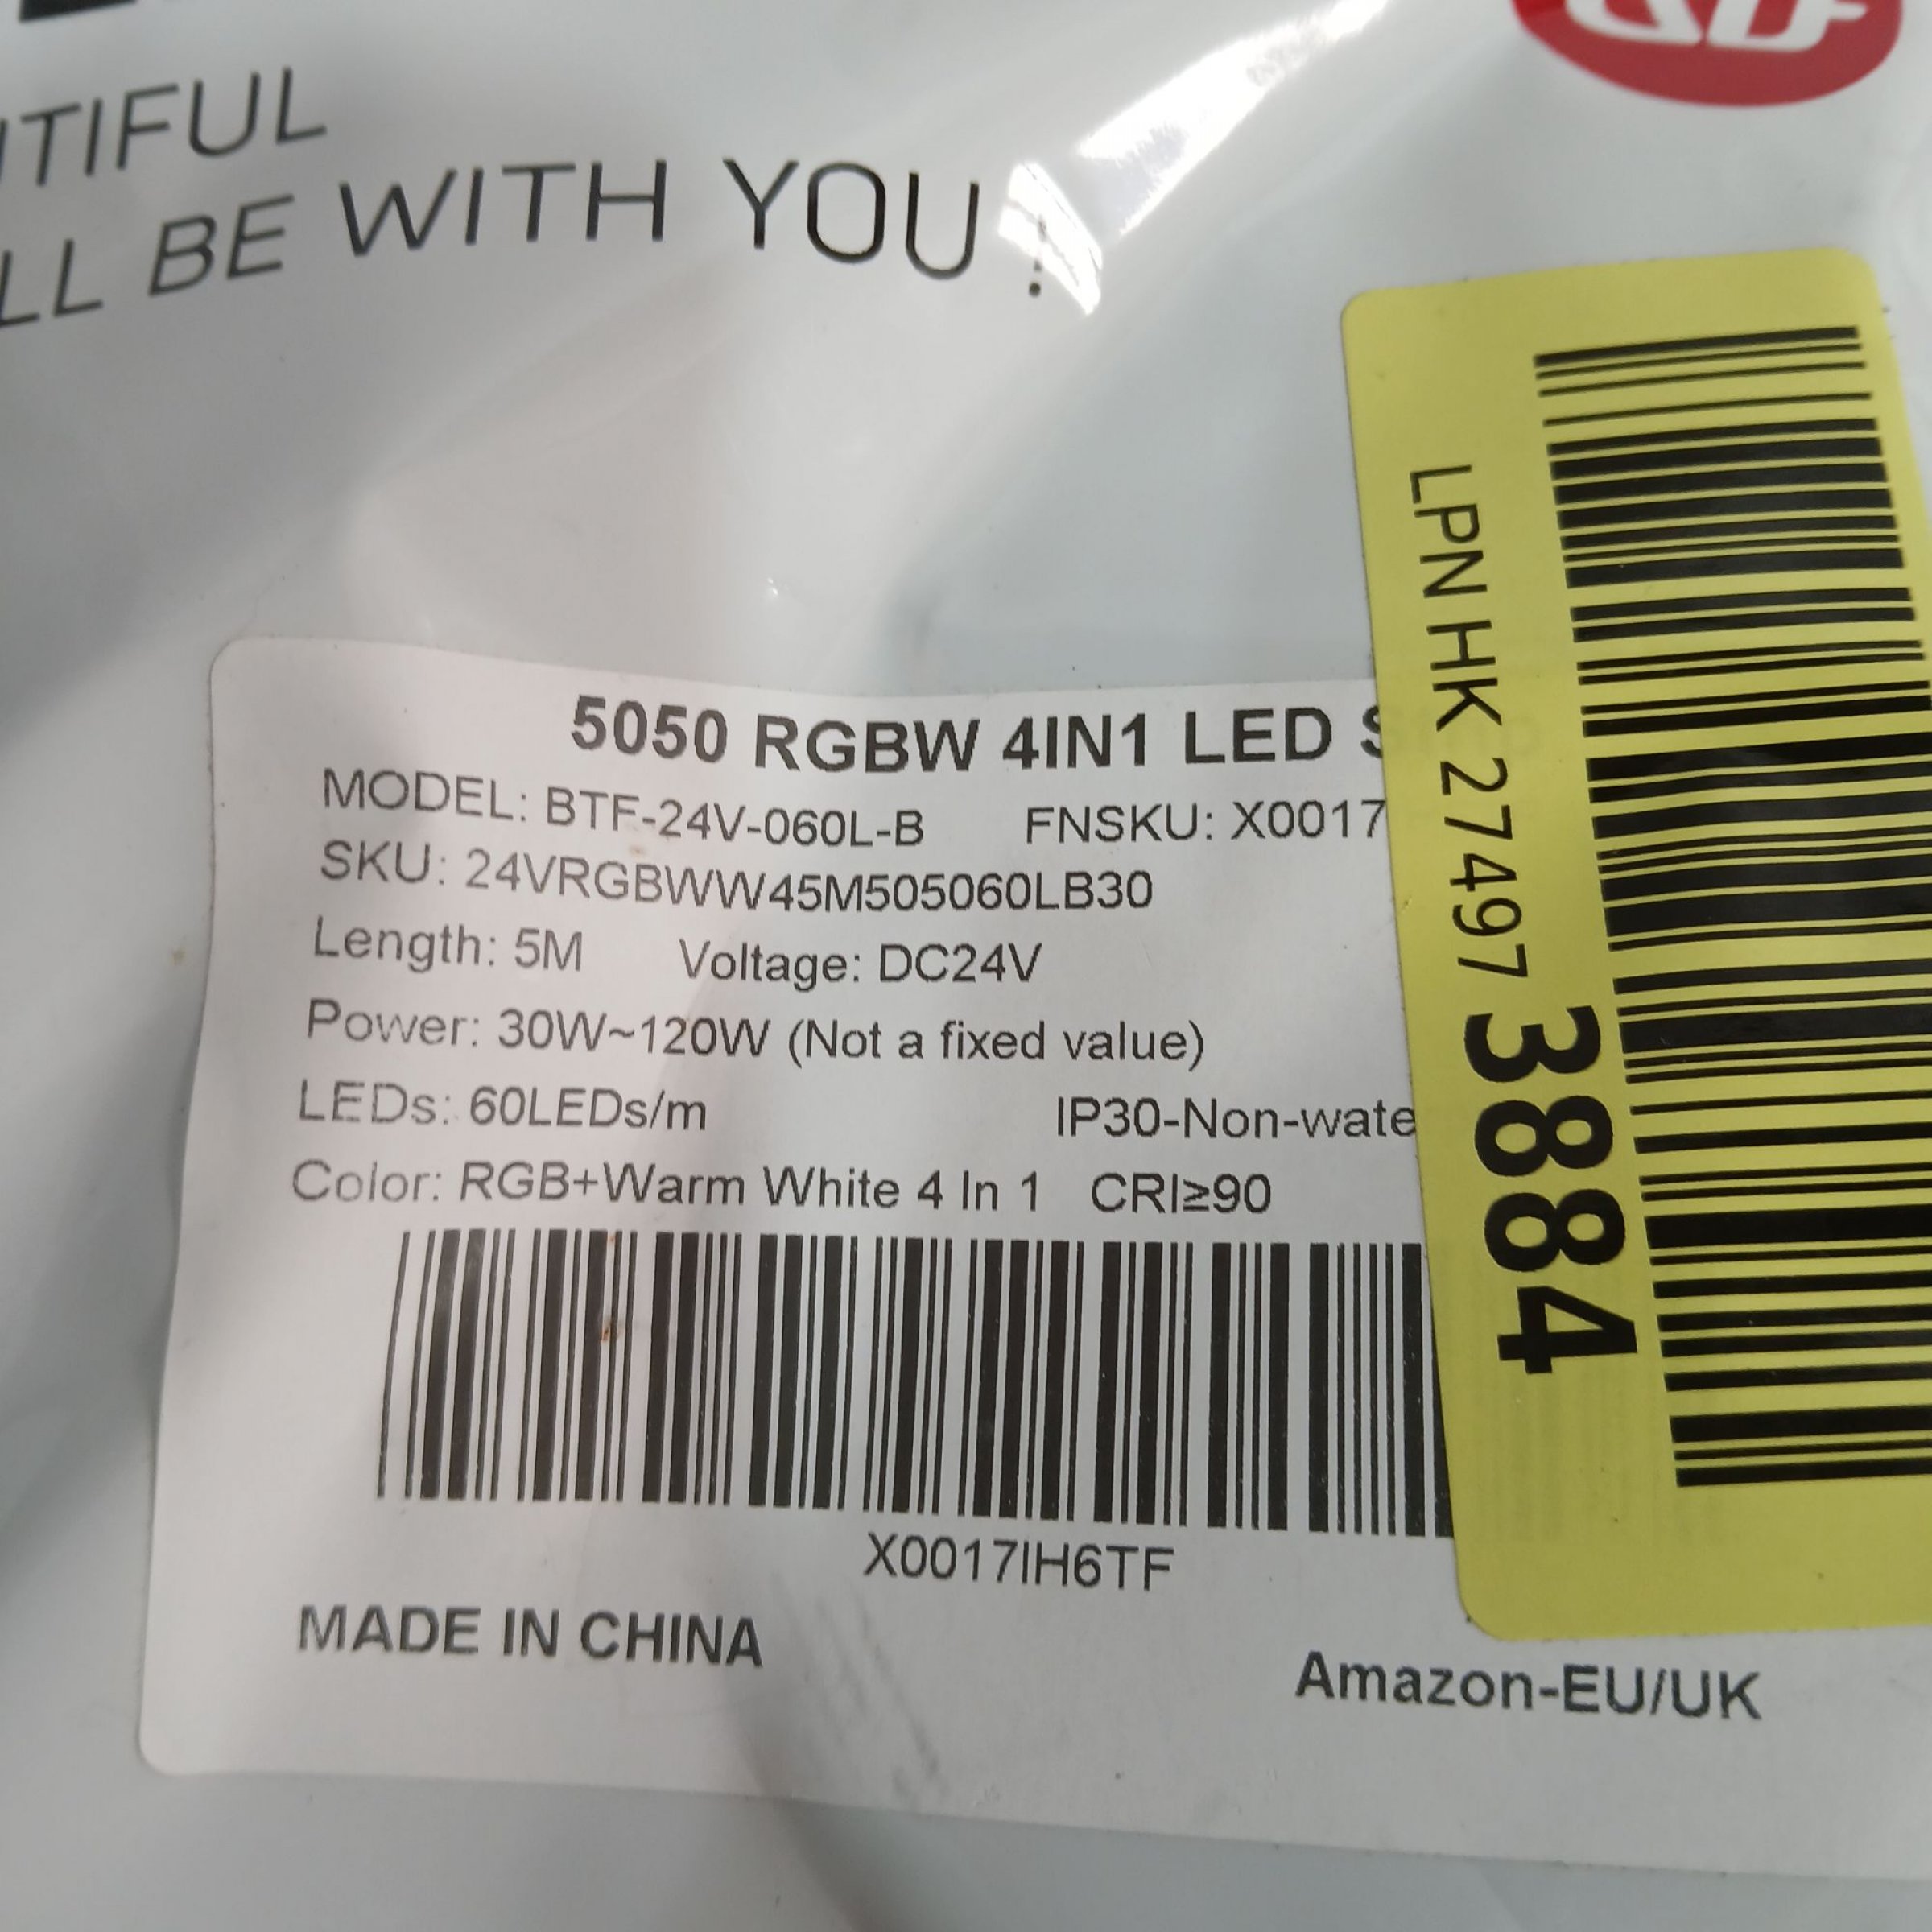 BE WITH YOU
5050 RGBW 4IN1 LED
MODEL: BTF-24V-060L-B FNSKU: X0017
SKU: 24VRGBWW45M505060LB30
Length: 5M Voltage: DC24V
Power: 30W~120W (Not a fixed value)
LEDs: 60LEDs/m IP30-Non-wate
Color: RGB+Warm White 4 In 1 CRI≥90
X0017IH6TF
MADE IN CHINA
Amazon-EU/UK
LPN HK 27497 3884